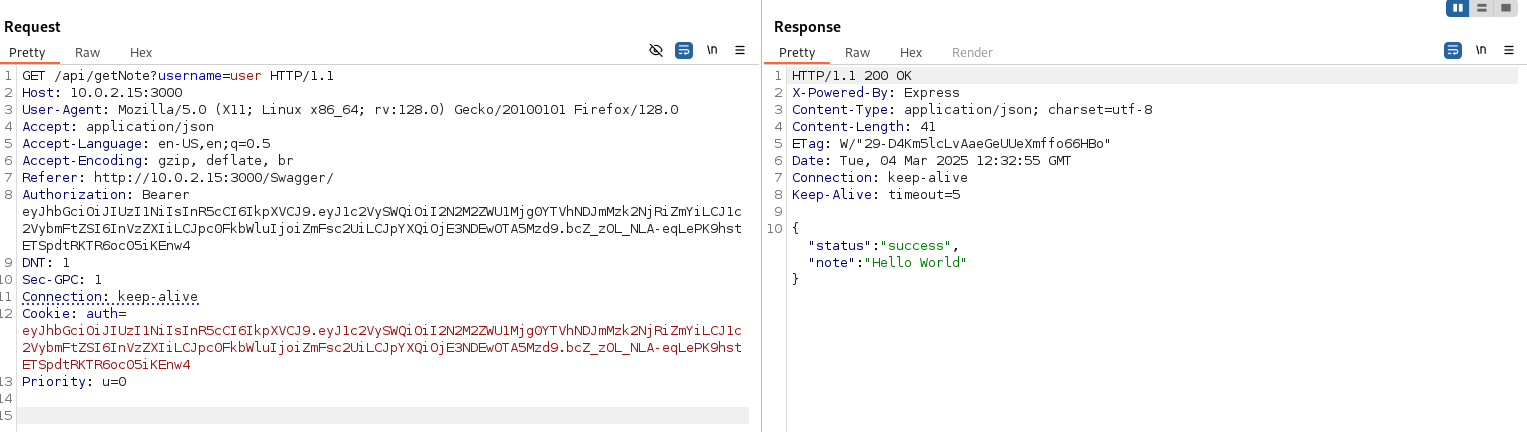 Request
Pretty Raw Hex
\n
1 GET /api/getNote?username=user HTTP/1.1
2 Host: 10.0.2.15:3000
3 User-Agent: Mozilla/5.0 (X11; Linux x86_64; rv:128.0) Gecko/20100101 Firefox/128.0
4 Accept: application/json
5 Accept-Language: en-US,en;q=0.5
6 Accept-Encoding: gzip, deflate, br
7 Referer: http://10.0.2.15:3000/Swagger/
8 Authorization: Bearer
eyJhbGciOiJIUzI1NiIsInR5cCI6IkpXVCJ9.eyJ1c2VySWQiOiI2N2M2ZWU1Mjg0YTVhNDJmMzk2NjRiZmYiLCJ1c
2VybmFtZSI6InVzZXIiLCJpc0FkbWluIjoiZmFsc2UiLCJpYXQiOjE3NDEwOTA5Mzd9.bcZ_zOL_NLA-eqLePK9hst
ETSpdtRKTR6oc05iKEnw4
9 DNT: 1
10 Sec-GPC: 1
11 Connection: keep-alive
12 Cookie: auth=
eyJhbGciOiJIUzI1NiIsInR5cCI6IkpXVCJ9.eyJ1c2VySWQiOiI2N2M2ZWU1Mjg0YTVhNDJmMzk2NjRiZmYiLCJ1c
2VybmFtZSI6InVzZXIiLCJpc0FkbWluIjoiZmFsc2UiLCJpYXQiOjE3NDEwOTA5Mzd9.bcZ_zOL_NLA-eqLePK9hst
ETSpdtRKTR6oc05iKEnw4
13 Priority: u=0
14
15
Response
Pretty Raw Hex Render
\n
1 HTTP/1.1 200 OK
2 X-Powered-By: Express
3 Content-Type: application/json; charset=utf-8
4 Content-Length: 41
5 ETag: W/"29-D4Km5lcLvAaeGeUUeXmffo66HBo"
6 Date: Tue, 04 Mar 2025 12:32:55 GMT
7 Connection: keep-alive
8 Keep-Alive: timeout=5
9
10 {
"status":"success",
"note":"Hello World"
}